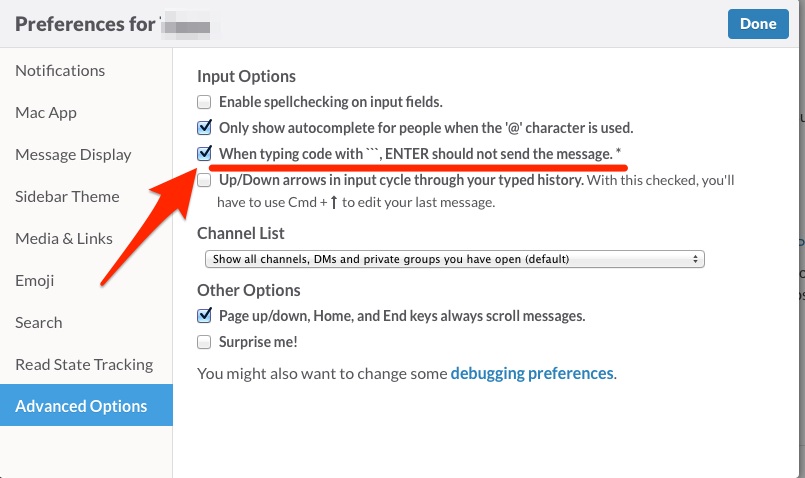 Preferences for
Done
Notifications
Mac App
Message Display
Sidebar Theme
Media & Links
Emoji
Search
Read State Tracking
Advanced Options
Input Options
Enable spellchecking on input fields.
Only show autocomplete for people when the '@' character is used.
When typing code with ```, ENTER should not send the message. *
Up/Down arrows in input cycle through your typed history. With this checked, you'll
have to use Cmd + ↑ to edit your last message.
Channel List
Show all channels, DMs and private groups you have open (default)
Other Options
Page up/down, Home, and End keys always scroll messages.
Surprise me!
You might also want to change some debugging preferences.